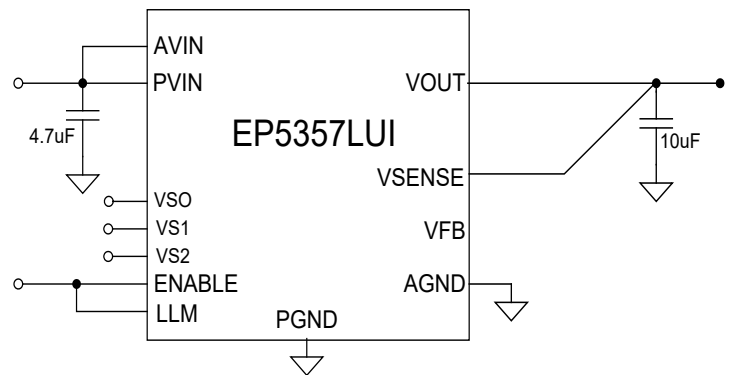 AVIN
PVIN
VOUT
4.7uF
EP5357LUI
10uF
VSENSE
VSO
VS1
VFB
VS2
ENABLE
AGND
LLM
PGND